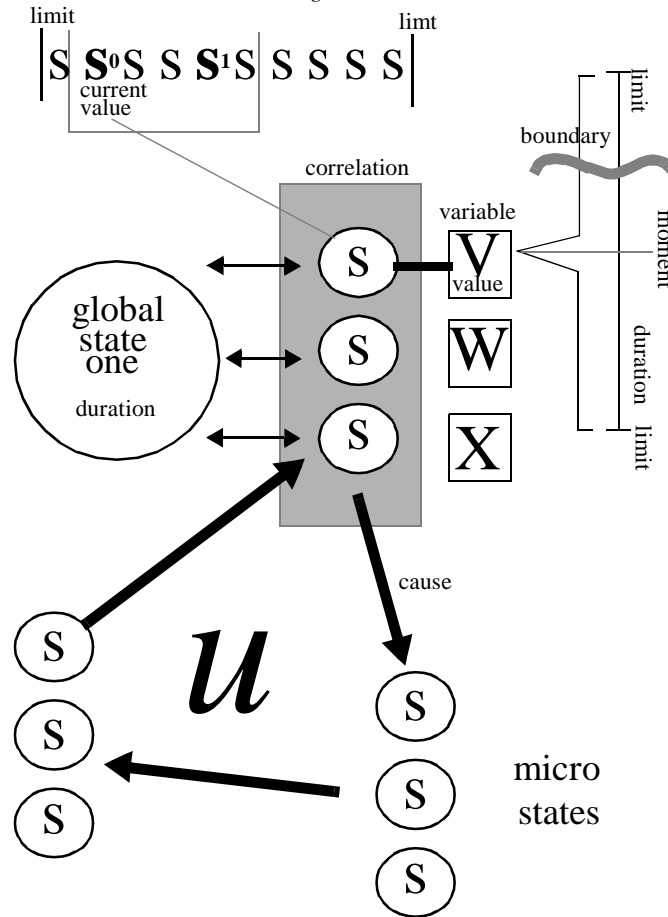 limit
limt
S S0 S S S1 S S S S S
current
value
correlation
boundary
limit
variable
moment
S
V
value
global
state
one
duration
S
W
duration
S
X
limit
cause
S
u
S
S
S
micro
states
S
S